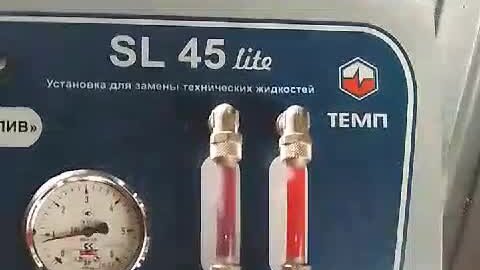 SL 45 lite
Установка для замены технических жидкостей
ТЕМП
ЛИВ»